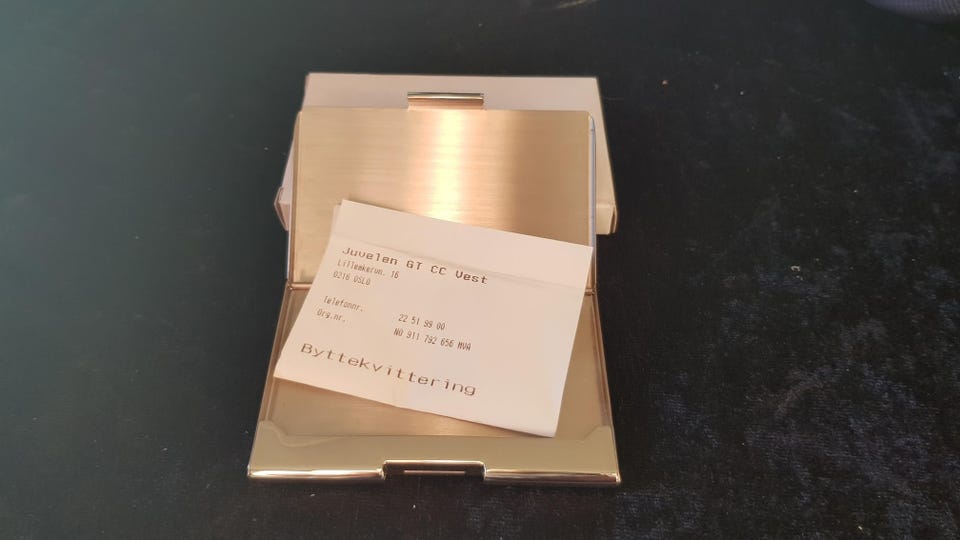 Juvelen GT CC Vest
Lilleakervn. 16
0216 OSLO
Telefonnr. 22 51 99 00
Org.nr. NO 911 792 656 MVA
Byttekvittering